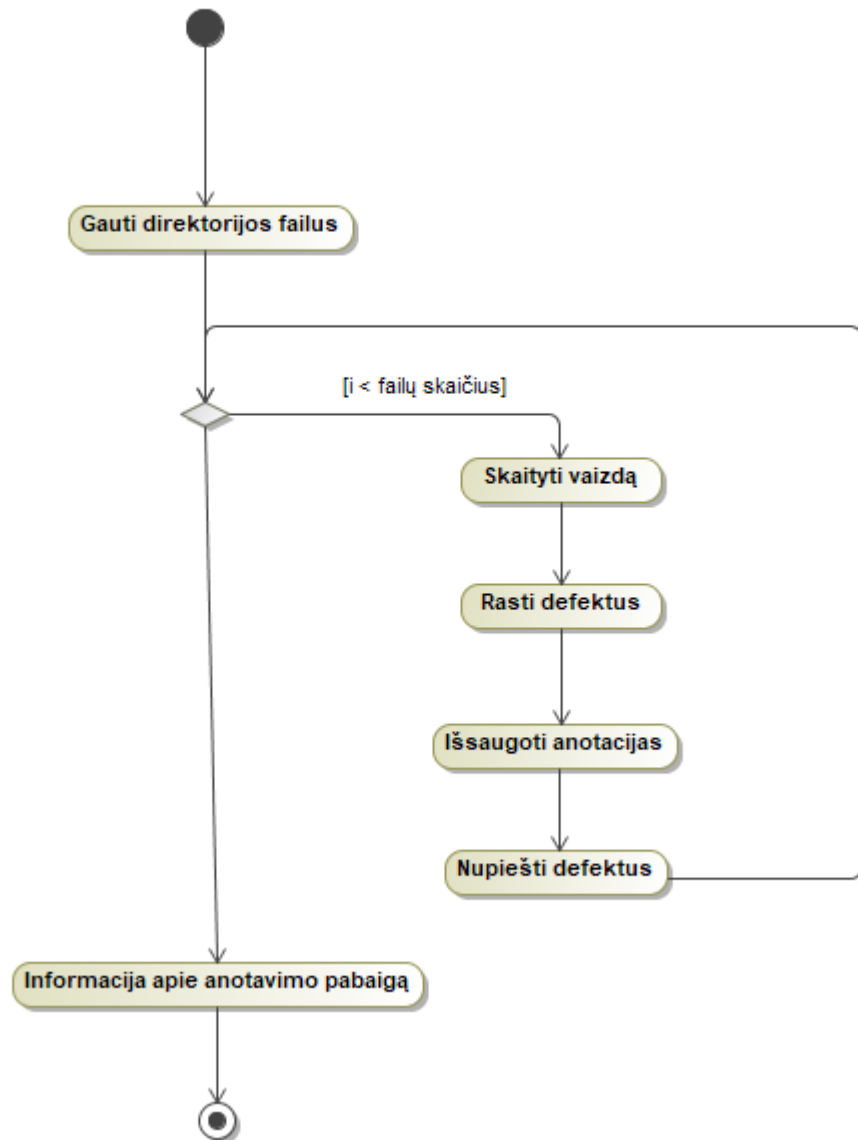 Gauti direktorijos failus
[i < failų skaičius]
Skaityti vaizdą
Rasti defektus
Išsaugoti anotacijas
Nupiešti defektus
Informacija apie anotavimo pabaigą